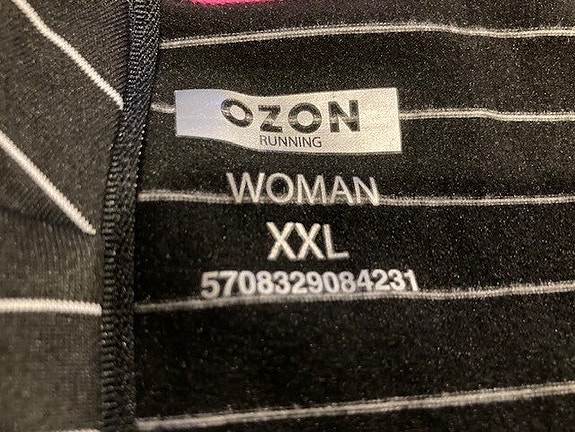 OZON
RUNNING
WOMAN
XXL
5708329084231